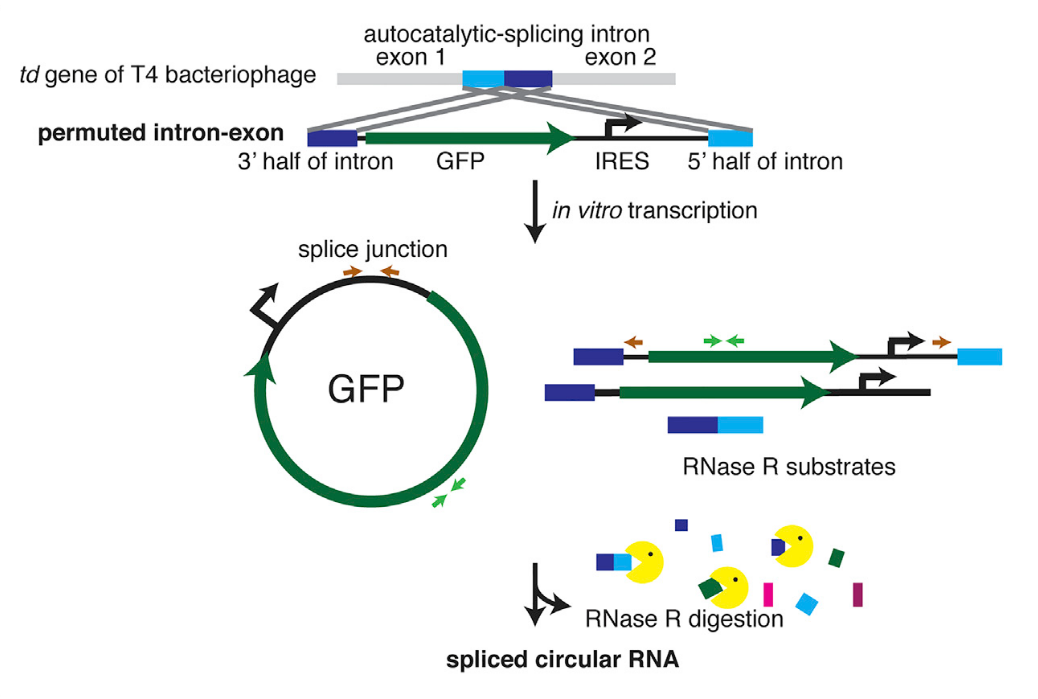 autocatalytic-splicing intron
exon 1 exon 2
td gene of T4 bacteriophage
permuted intron-exon
3' half of intron GFP IRES 5' half of intron
in vitro transcription
splice junction
GFP
RNase R substrates
RNase R digestion
spliced circular RNA